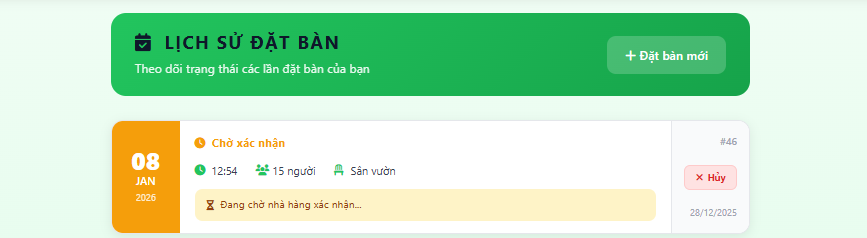 LỊCH SỬ ĐẶT BÀN
Theo dõi trạng thái các lần đặt bàn của bạn
Đặt bàn mới
08
JAN
2026
Chờ xác nhận
12:54 15 người Sân vườn
Đang chờ nhà hàng xác nhận...
#46
Hủy
28/12/2025